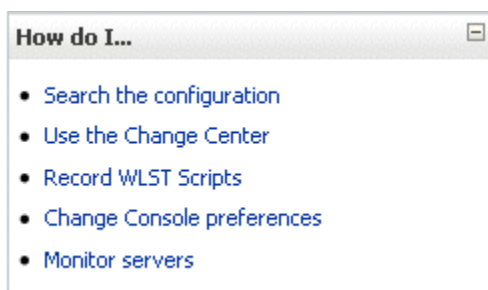 How do I...
Search the configuration
Use the Change Center
Record WLST Scripts
Change Console preferences
Monitor servers